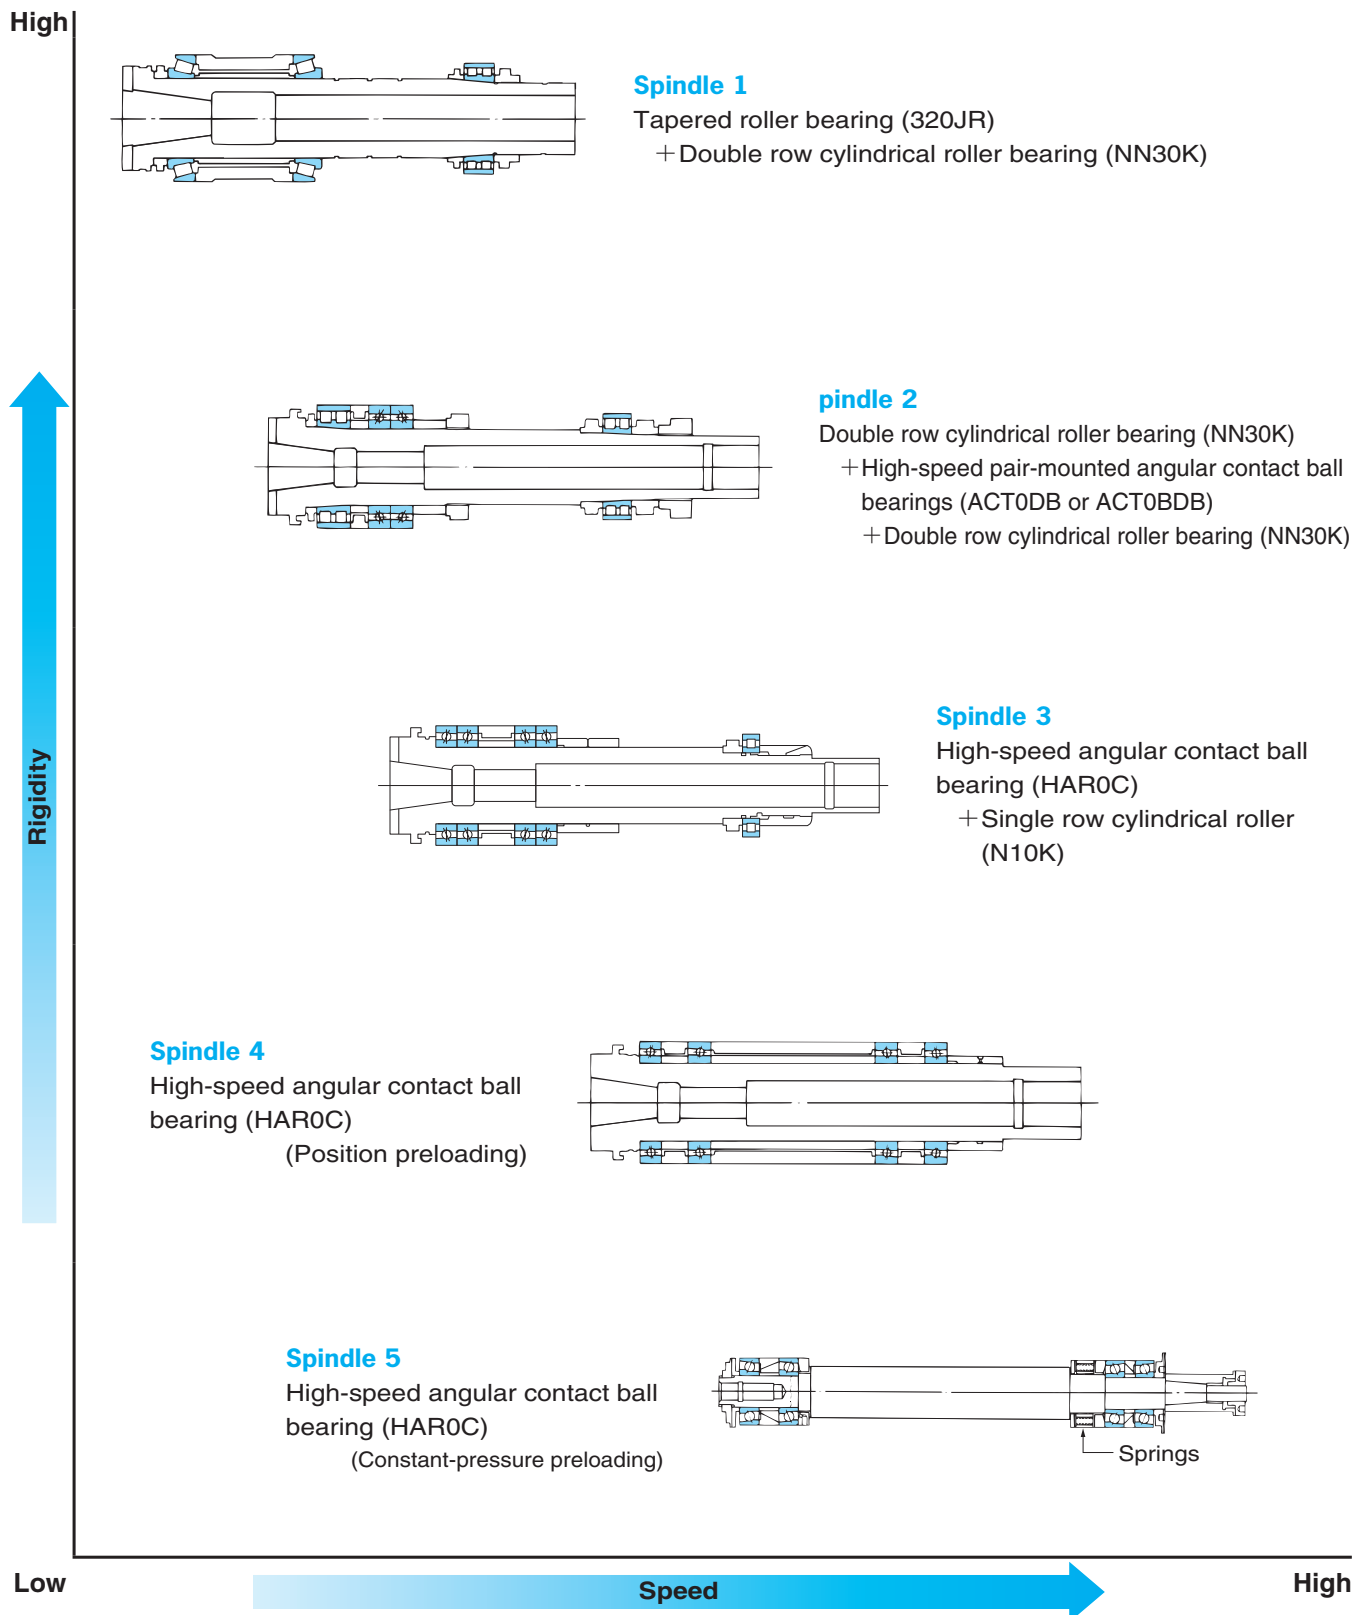 High
Spindle 1
Tapered roller bearing (320JR)
+Double row cylindrical roller bearing (NN30K)
pindle 2
Double row cylindrical roller bearing (NN30K)
+High-speed pair-mounted angular contact ball
bearings (ACT0DB or ACT0BDB)
+Double row cylindrical roller bearing (NN30K)
Spindle 3
High-speed angular contact ball
bearing (HAR0C)
+Single row cylindrical roller
(N10K)
Rigidity
Spindle 4
High-speed angular contact ball
bearing (HAR0C)
(Position preloading)
Spindle 5
High-speed angular contact ball
bearing (HAR0C)
(Constant-pressure preloading)
Springs
Low
Speed
High